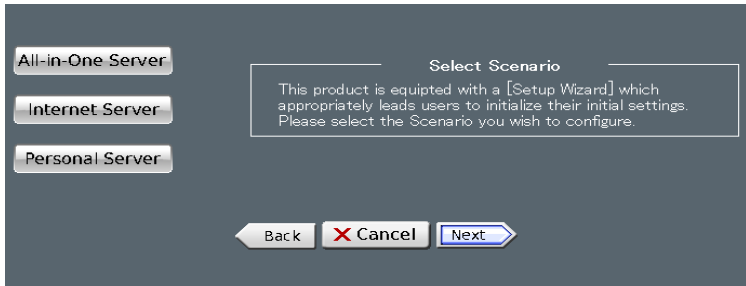 All-in-One Server
Internet Server
Personal Server
Select Scenario
This product is equipted with a [Setup Wizard] which
appropriately leads users to initialize their initial settings.
Please select the Scenario you wish to configure.
Back
Cancel
Next